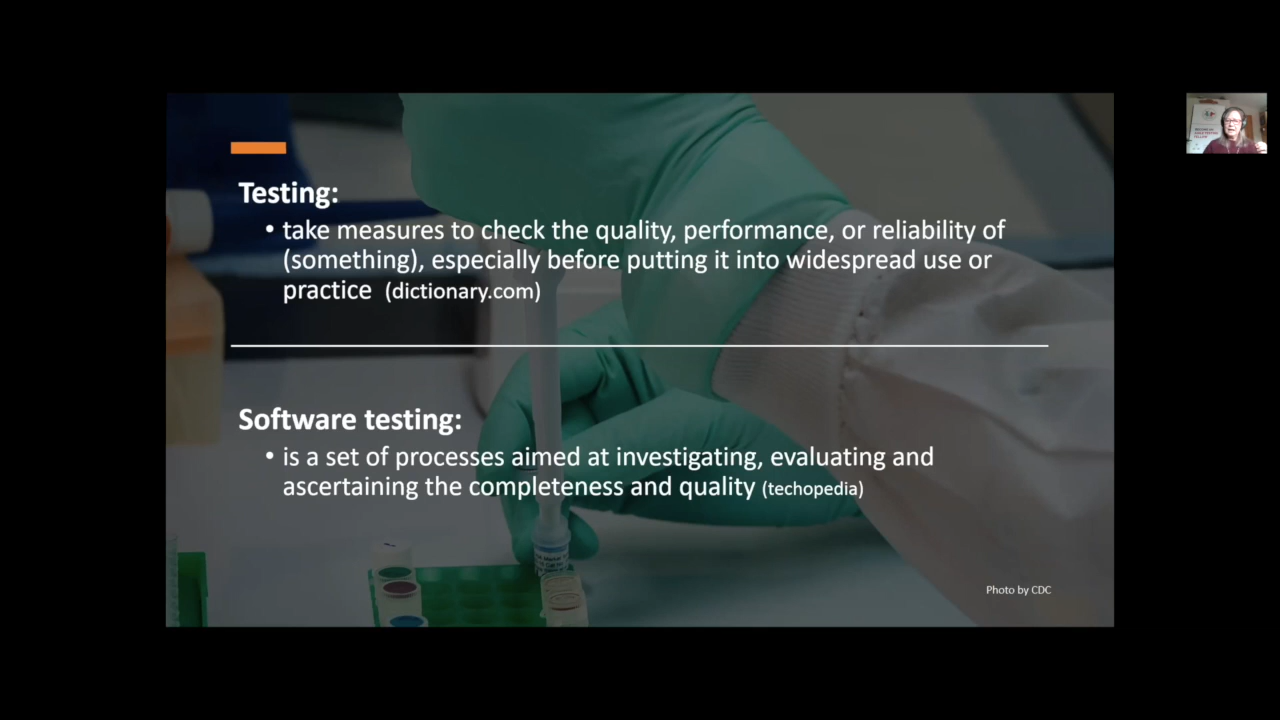 Testing:
• take measures to check the quality, performance, or reliability of
(something), especially before putting it into widespread use or
practice (dictionary.com)
Software testing:
• is a set of processes aimed at investigating, evaluating and
ascertaining the completeness and quality (techopedia)
Photo by CDC